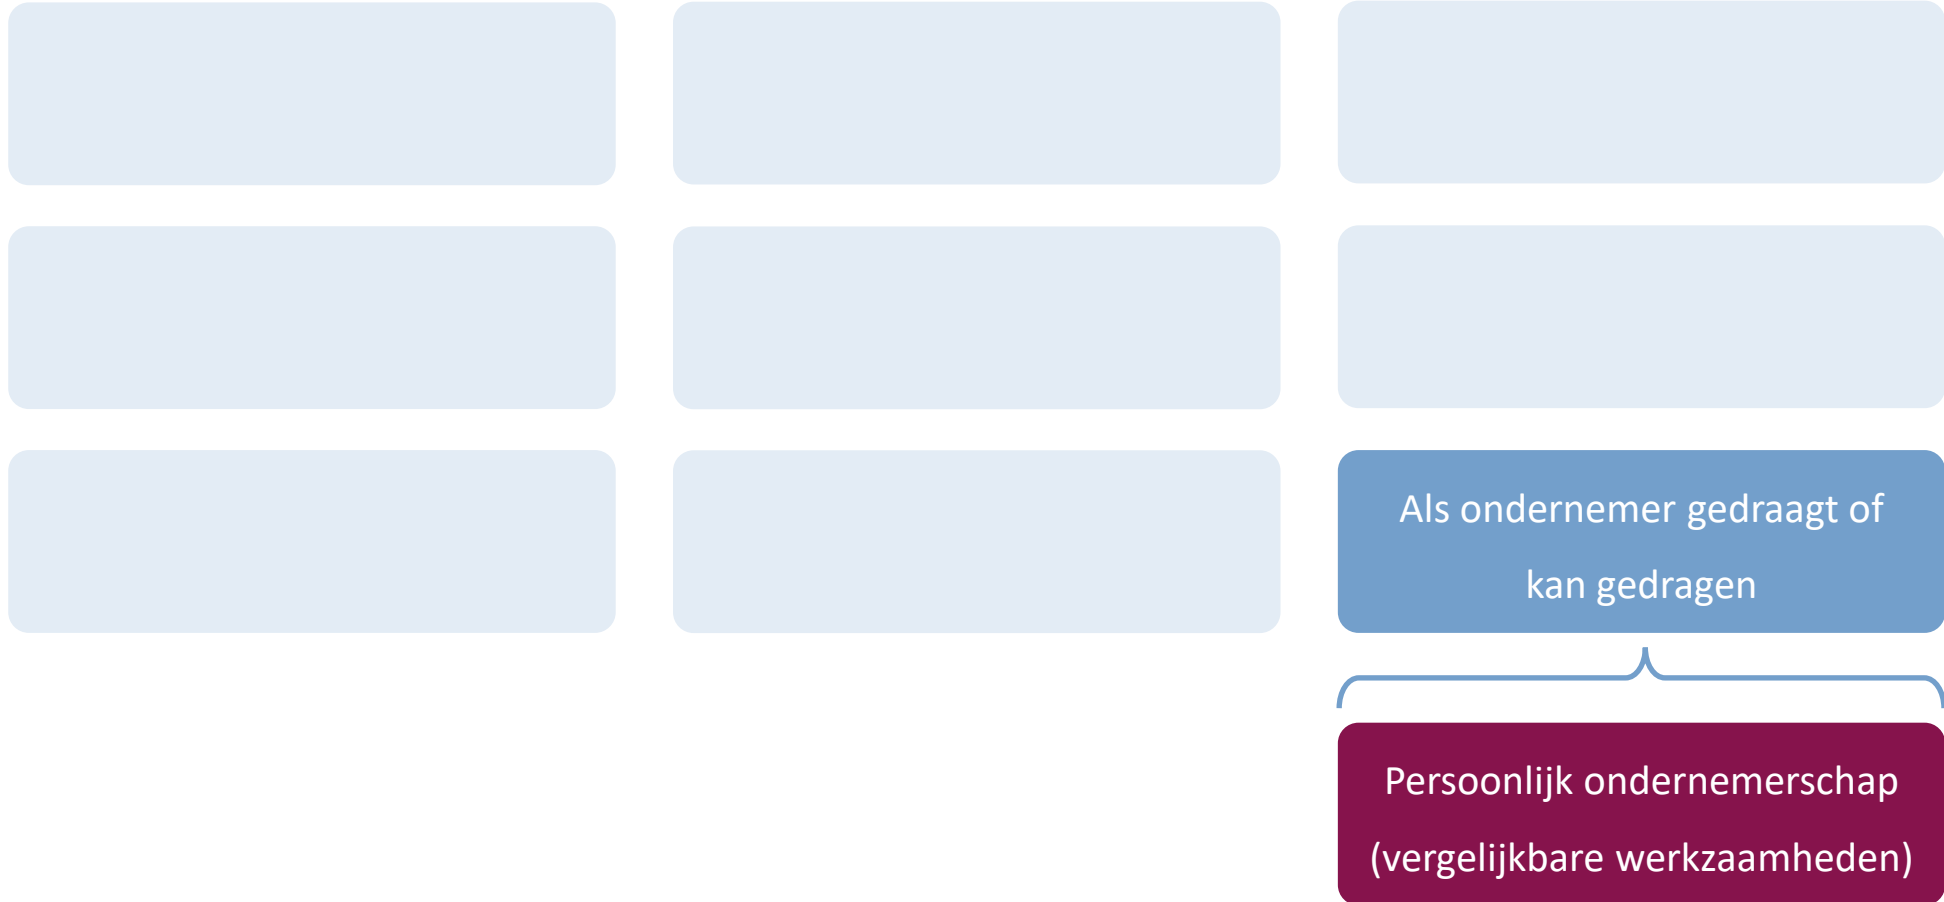 Als ondernemer gedraagt of
kan gedragen
Persoonlijk ondernemerschap
(vergelijkbare werkzaamheden)